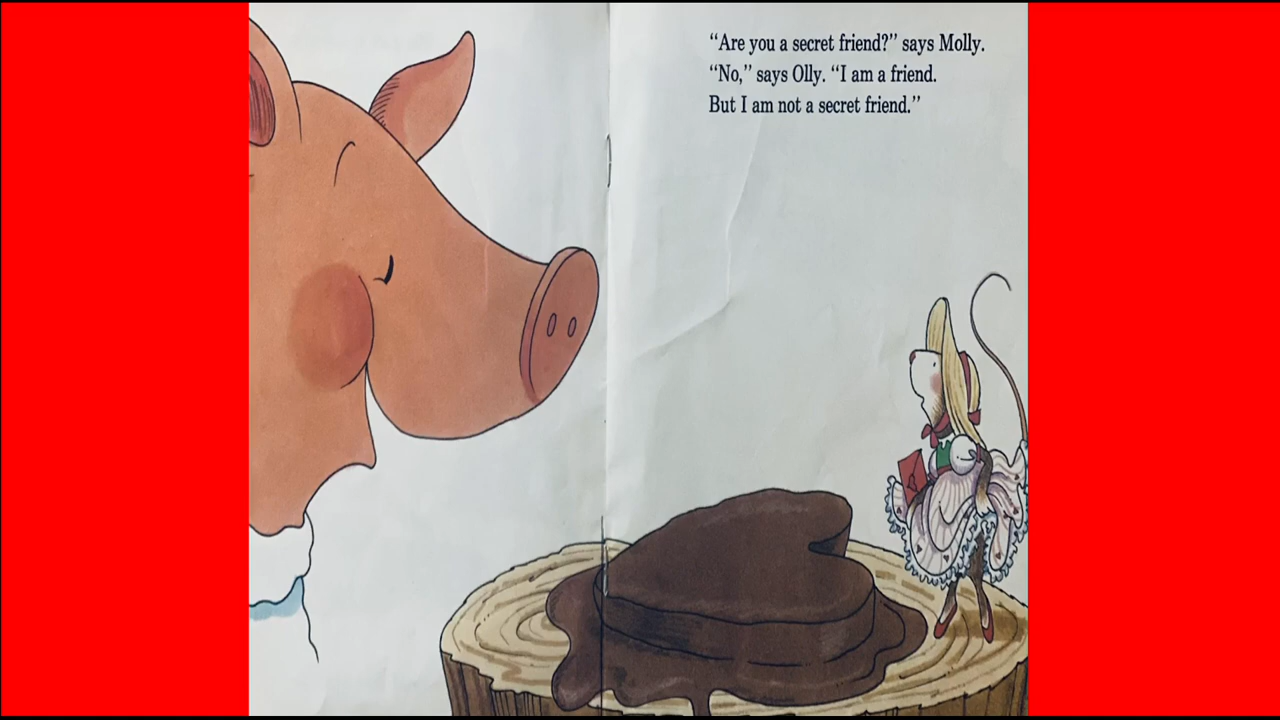 “Are you a secret friend?” says Molly.
“No,” says Olly. “I am a friend.
But I am not a secret friend.”